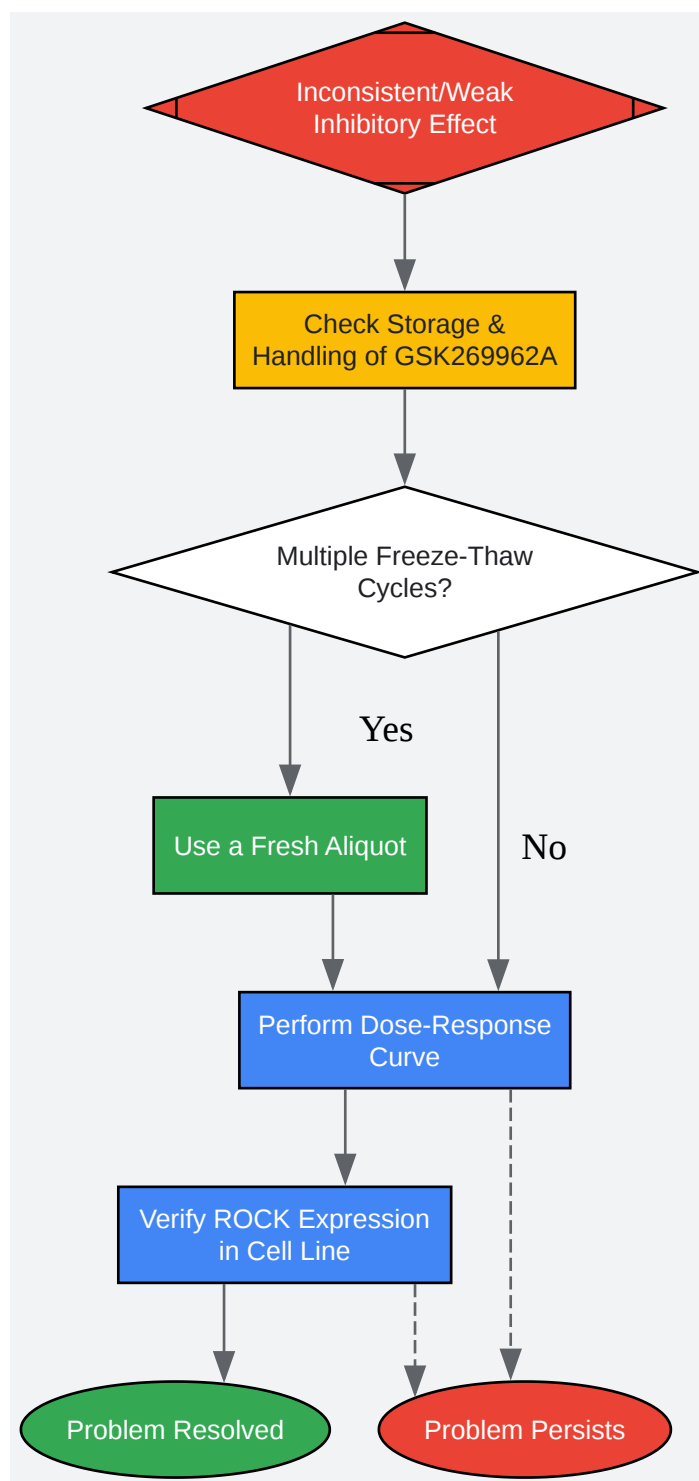 Inconsistent/Weak
Inhibitory Effect
Check Storage &
Handling of GSK269962A
Multiple Freeze-Thaw
Cycles?
Yes
Use a Fresh Aliquot
No
Perform Dose-Response
Curve
Verify ROCK Expression
in Cell Line
Problem Resolved
Problem Persists